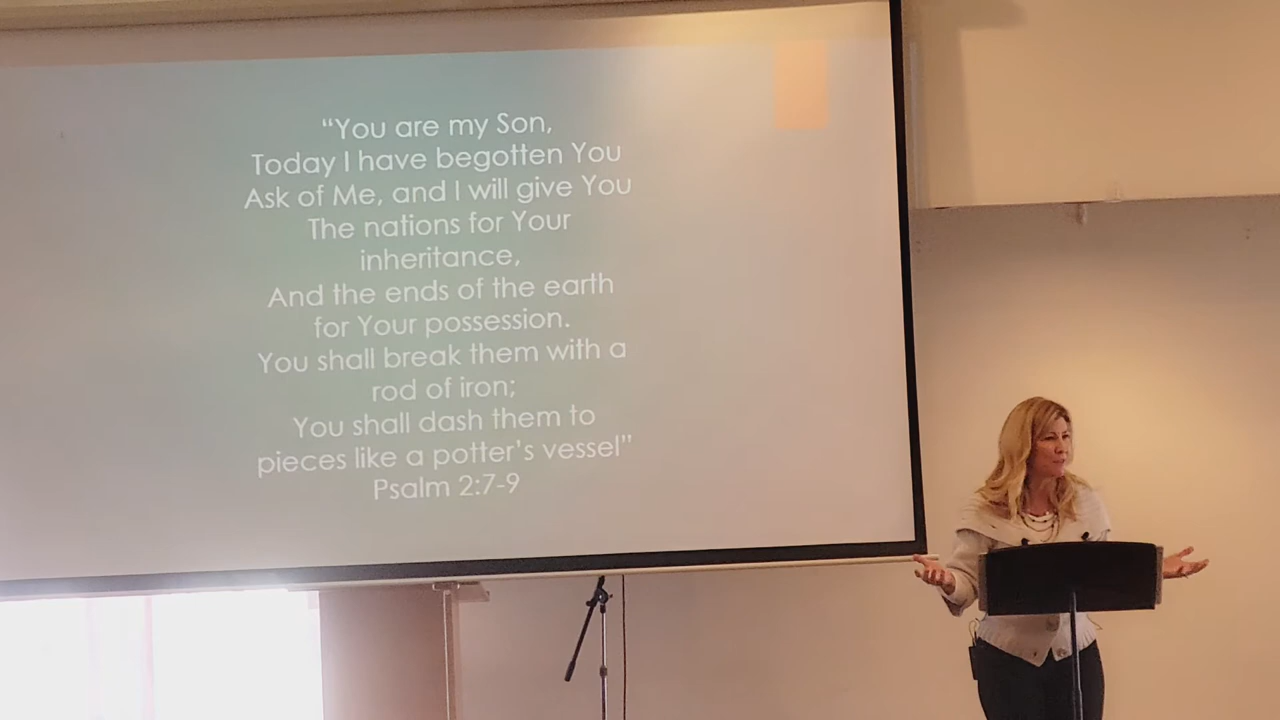 “You are my Son,
Today I have begotten You
Ask of Me, and I will give You
The nations for Your
inheritance,
And the ends of the earth
for Your possession.
You shall break them with a
rod of iron;
You shall dash them to
pieces like a potter’s vessel”
Psalm 2:7-9